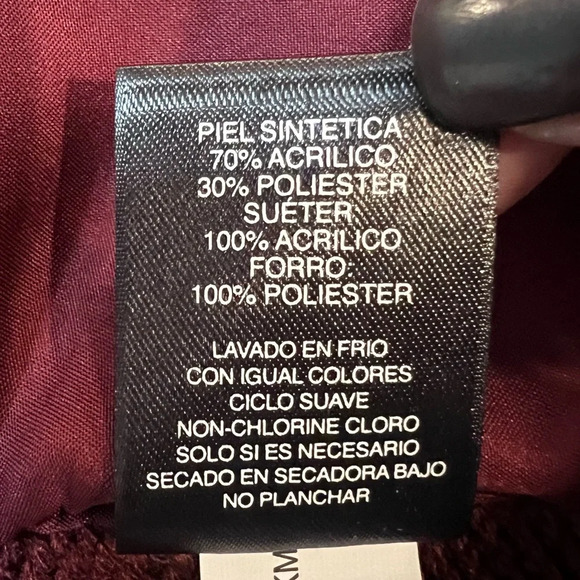 PIEL SINTETICA:
70% ACRILICO
30% POLIESTER
SUÉTER:
100% ACRILICO
FORRO:
100% POLIESTER
LAVADO EN FRIO
CON IGUAL COLORES
CICLO SUAVE
NON-CHLORINE CLORO
SOLO SI ES NECESARIO
SECADO EN SECADORA BAJO
NO PLANCHAR